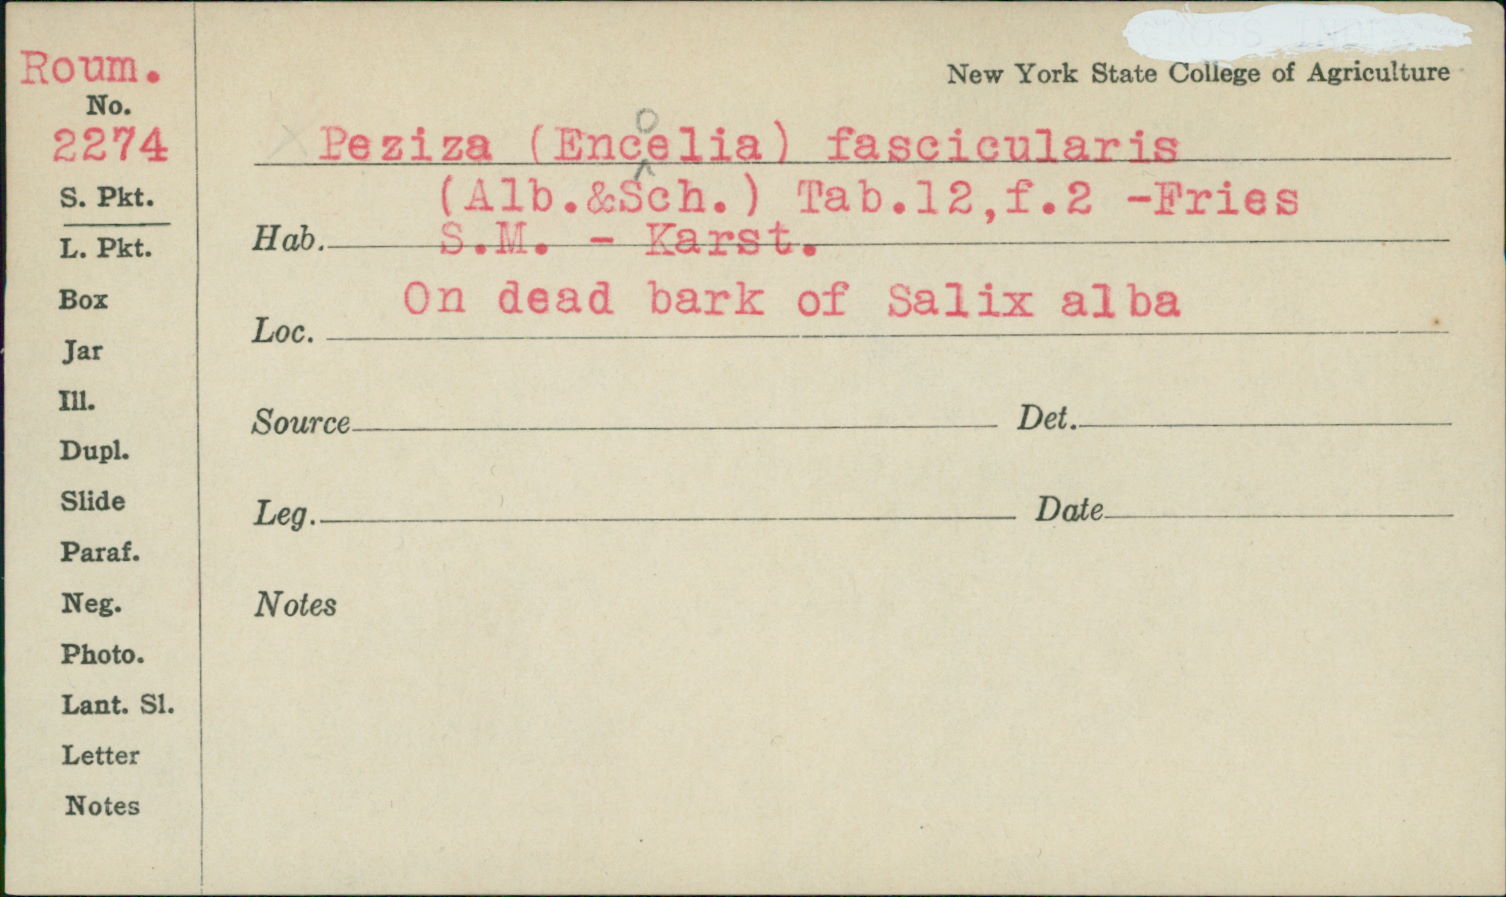 Roum.
New York State College of Agriculture
No.
2274
Peziza (Encoelia) fascicularis
(Alb.&Sch.) Tab.12,f.2 -Fries
S. Pkt.
Hab. S.M. - Karst.
L. Pkt.
On dead bark of Salix alba
Box
Loc.
Jar
Ill.
Source Det.
Dupl.
Slide
Leg. Date
Paraf.
Neg.
Notes
Photo.
Lant. Sl.
Letter
Notes